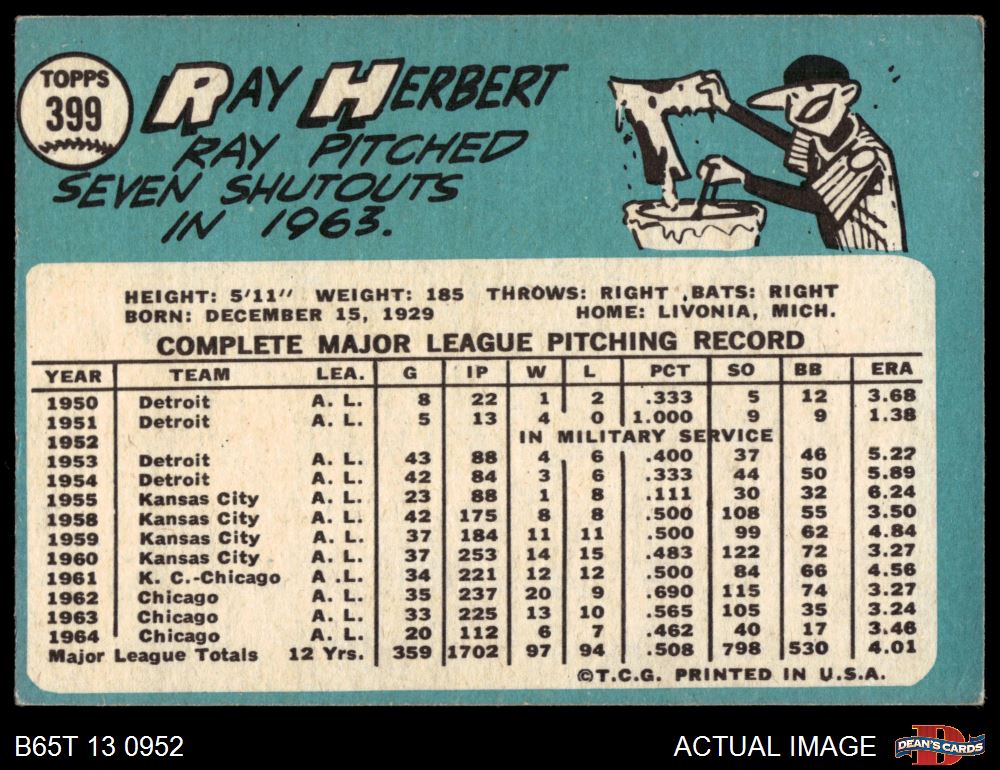 TOPPS
399
RAY HERBERT
RAY PITCHED
SEVEN SHUTOUTS
IN 1963.
HEIGHT: 5'11" WEIGHT: 185 THROWS: RIGHT BATS: RIGHT
BORN: DECEMBER 15, 1929 HOME: LIVONIA, MICH.
COMPLETE MAJOR LEAGUE PITCHING RECORD
YEAR TEAM LEA. G IP W L PCT SO BB ERA
1950 Detroit A. L. 8 22 1 2 .333 5 12 3.68
1951 Detroit A. L. 5 13 4 0 1.000 9 9 1.38
1952 IN MILITARY SERVICE
1953 Detroit A. L. 43 88 4 6 .400 37 46 5.22
1954 Detroit A. L. 42 84 3 6 .333 44 50 5.89
1955 Kansas City A. L. 23 88 1 8 .111 30 32 6.24
1958 Kansas City A. L. 42 175 8 8 .500 108 55 3.50
1959 Kansas City A. L. 37 184 11 11 .500 99 62 4.84
1960 Kansas City A. L. 37 253 14 15 .483 122 72 3.27
1961 K. C.-Chicago A .L. 34 221 12 12 .500 84 66 4.56
1962 Chicago A. L. 35 237 20 9 .690 115 74 3.27
1963 Chicago A. L. 33 225 13 10 .565 105 35 3.24
1964 Chicago A. L. 20 112 6 7 .462 40 17 3.46
Major League Totals 12 Yrs. 359 1702 97 94 .508 798 530 4.01
©T.C.G. PRINTED IN U.S.A.
B65T 13 0952 ACTUAL IMAGE DEAN'S CARDS